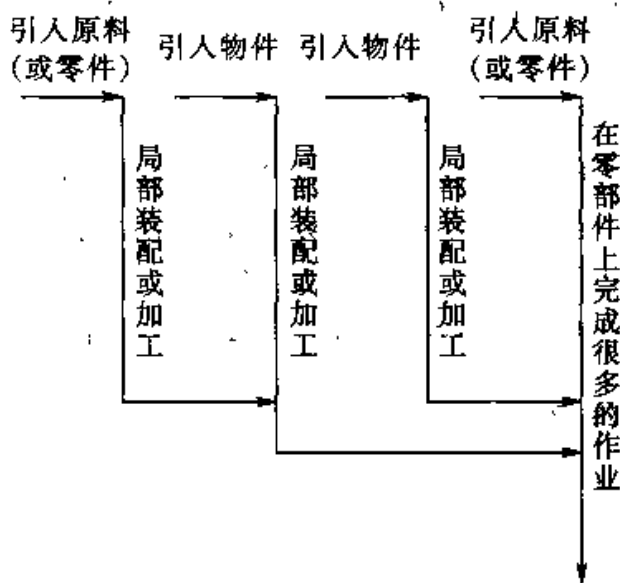 引入原料
(或零件)
引人物件
引入物件
引入原料
(或零件)
局部装配或加工
局部装配或加工
局部装配或加工
在零部件上完成很多的作业